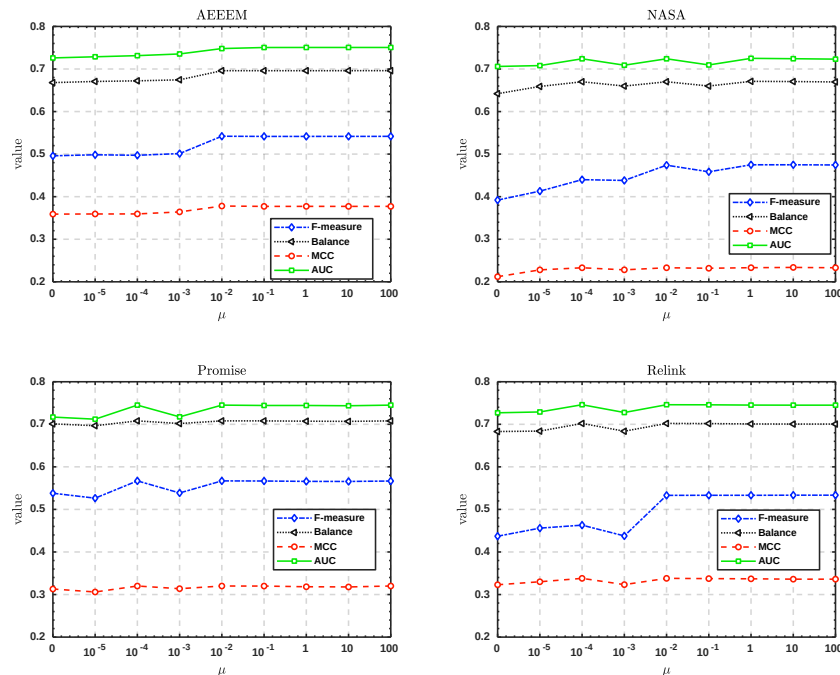 AEEEM
0.8
0.7
0.6
0.5
0.4
0.3
0.2
value
F-measure
Balance
MCC
AUC
0 10^-5 10^-4 10^-3 10^-2 10^-1 1 10 100
μ
NASA
0.8
0.7
0.6
0.5
0.4
0.3
0.2
value
F-measure
Balance
MCC
AUC
0 10^-5 10^-4 10^-3 10^-2 10^-1 1 10 100
μ
Promise
0.8
0.7
0.6
0.5
0.4
0.3
0.2
value
F-measure
Balance
MCC
AUC
0 10^-5 10^-4 10^-3 10^-2 10^-1 1 10 100
μ
Relink
0.8
0.7
0.6
0.5
0.4
0.3
0.2
value
F-measure
Balance
MCC
AUC
0 10^-5 10^-4 10^-3 10^-2 10^-1 1 10 100
μ